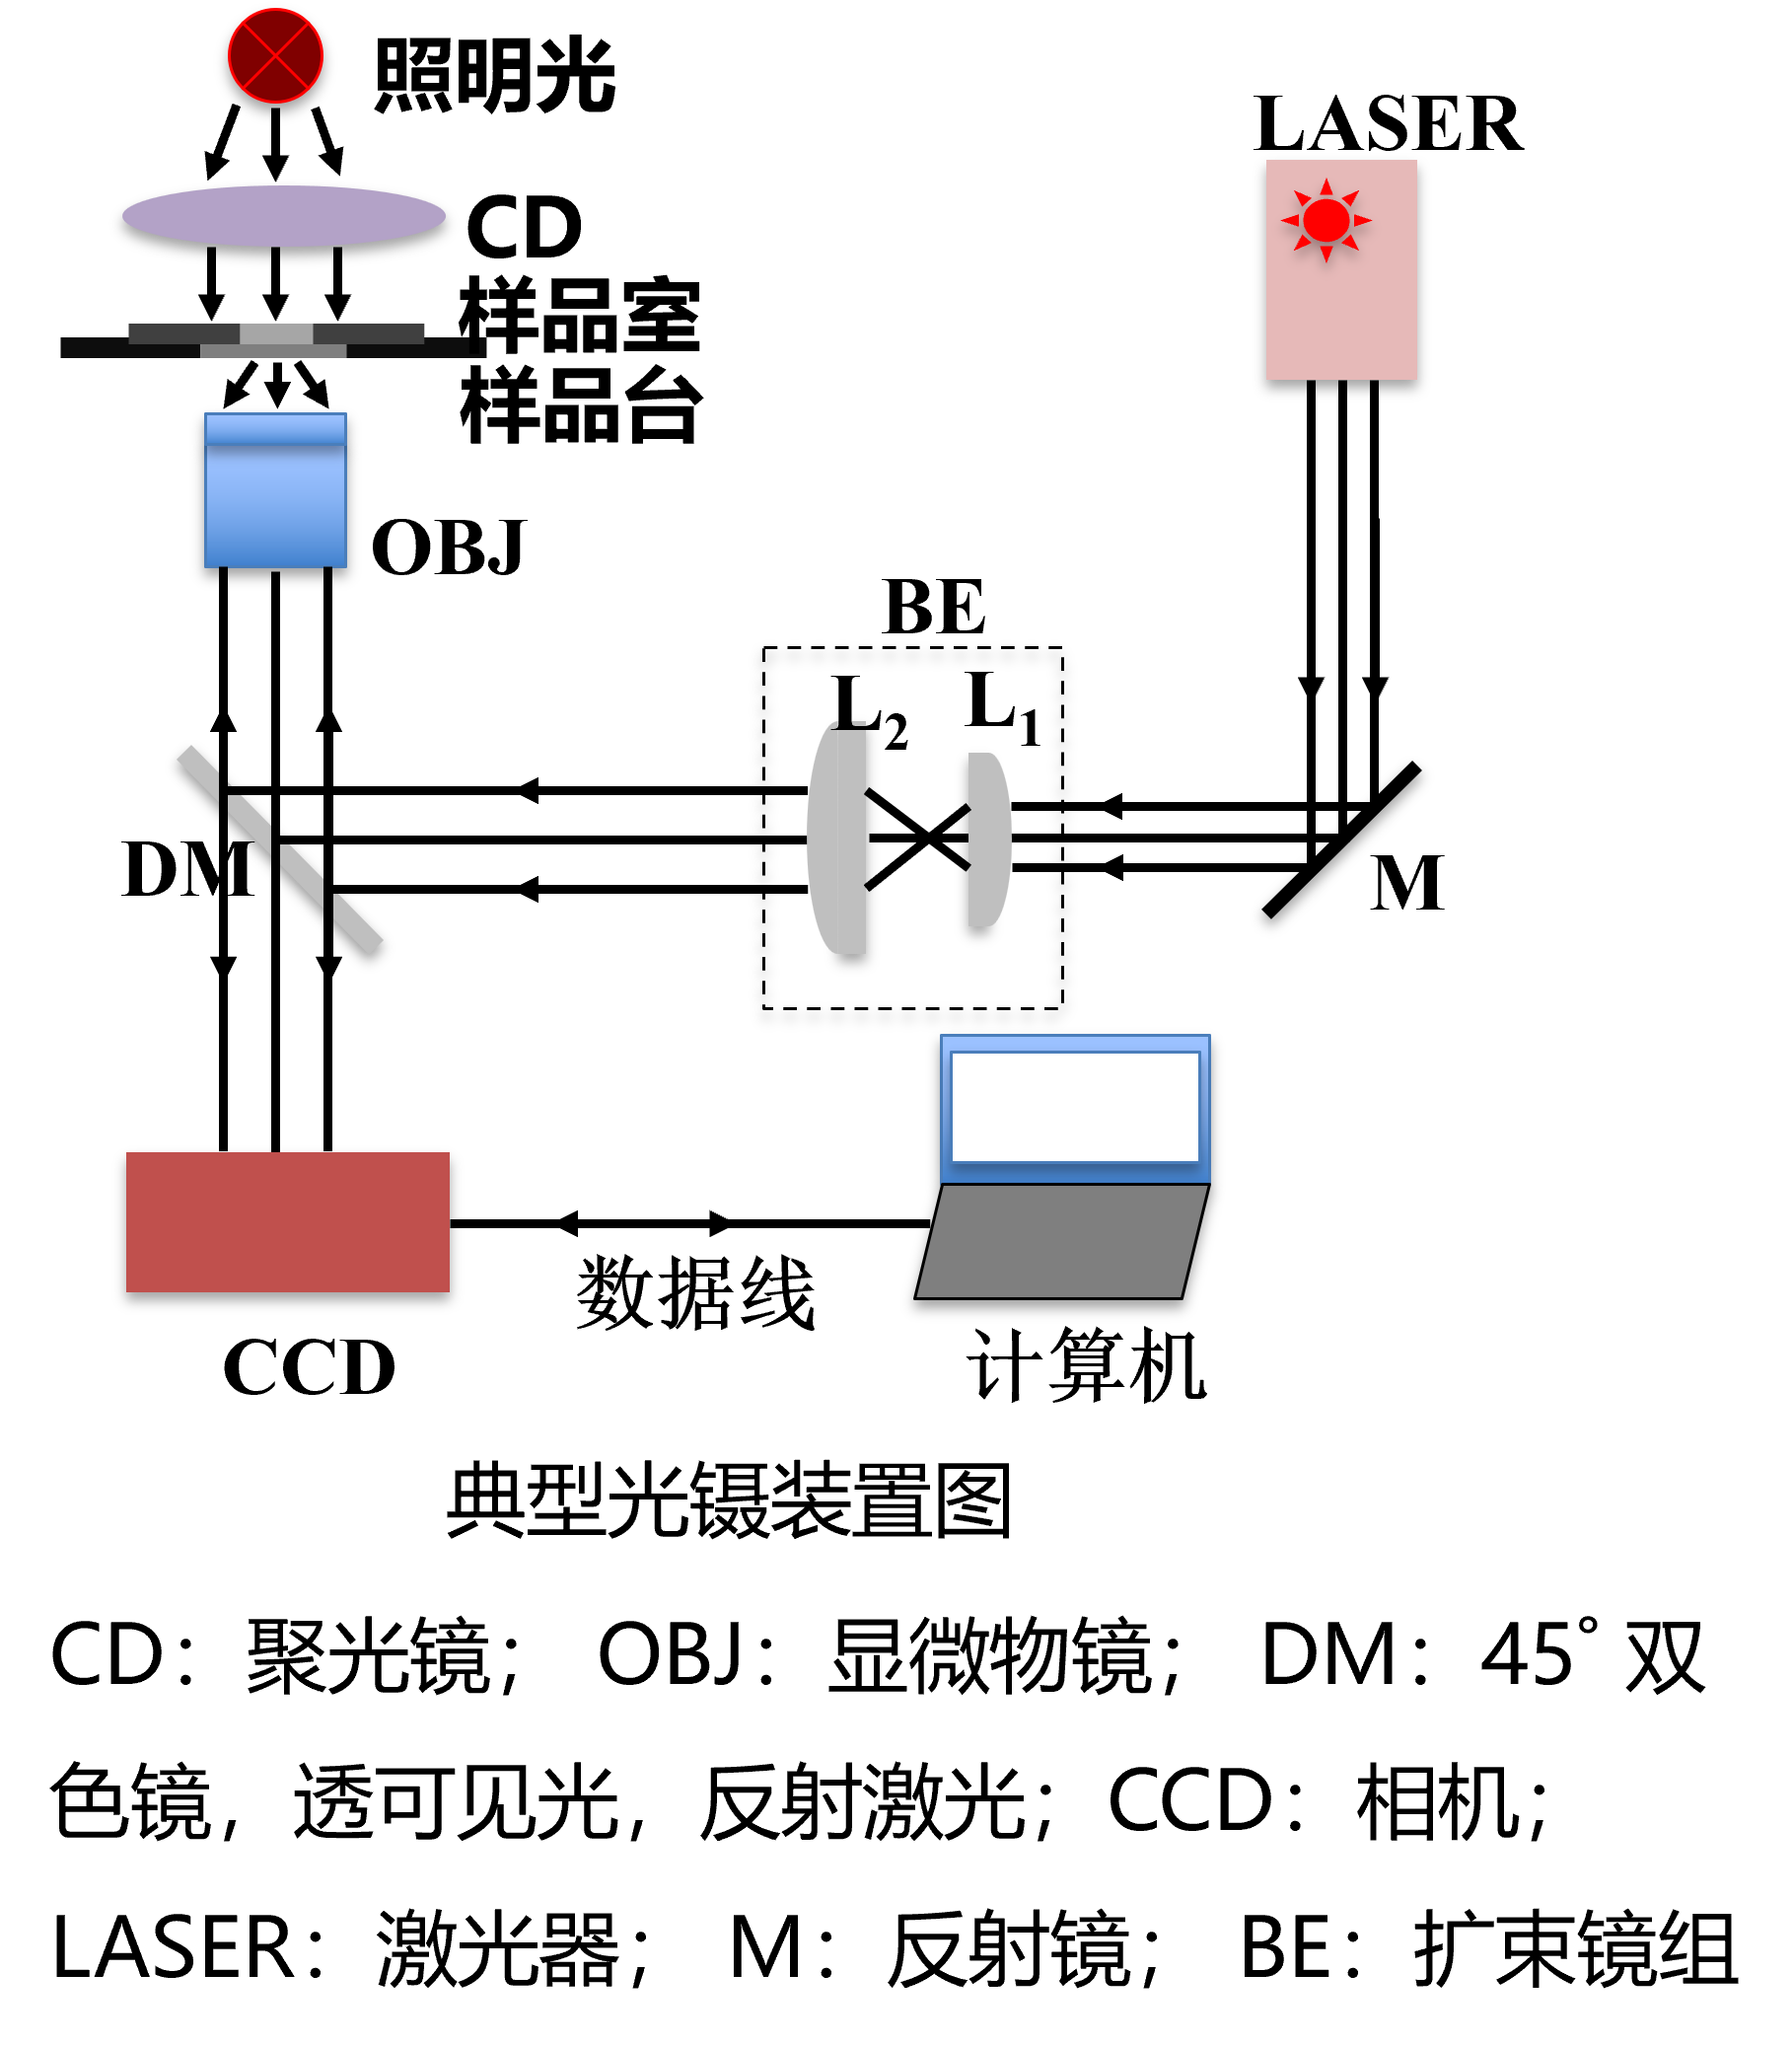 照明光
LASER
CD
样品室
样品台
OBJ
BE
L₂
L₁
DM
M
数据线
CCD
计算机
典型光镊装置图
CD：聚光镜； OBJ：显微物镜； DM：45°双
色镜，透可见光，反射激光；CCD：相机；
LASER：激光器； M：反射镜； BE：扩束镜组